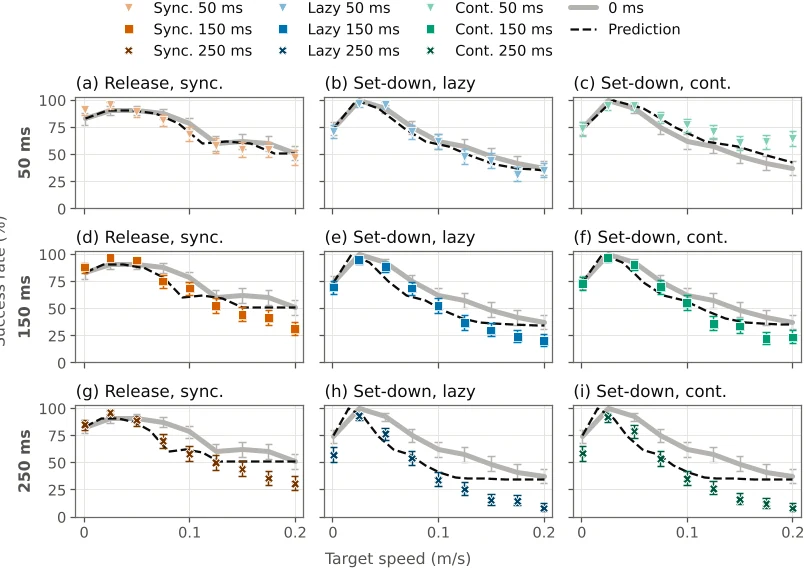 Sync. 50 ms Lazy 50 ms Cont. 50 ms 0 ms
Sync. 150 ms Lazy 150 ms Cont. 150 ms Prediction
Sync. 250 ms Lazy 250 ms Cont. 250 ms
(a) Release, sync. (b) Set-down, lazy (c) Set-down, cont.
100
75
50
25
0
50 ms
(d) Release, sync. (e) Set-down, lazy (f) Set-down, cont.
100
75
50
25
0
150 ms
Success rate (%)
(g) Release, sync. (h) Set-down, lazy (i) Set-down, cont.
100
75
50
25
0
250 ms
0 0.1 0.2 0 0.1 0.2 0 0.1 0.2
Target speed (m/s)